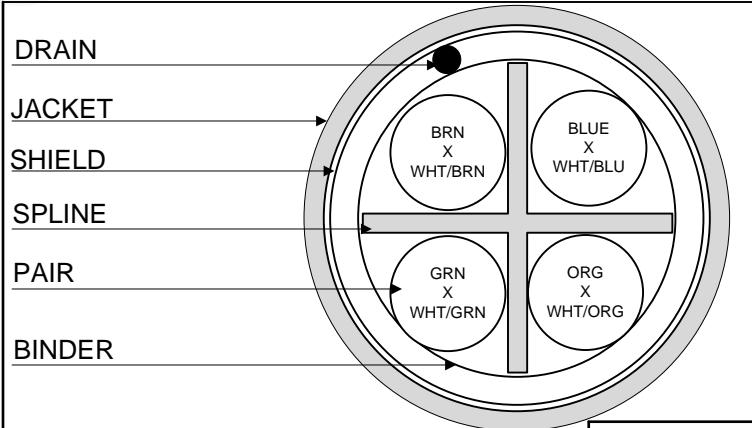 DRAIN
JACKET
SHIELD
SPLINE
PAIR
BINDER
BRN
X
WHT/BRN
BLUE
X
WHT/BLU
GRN
X
WHT/GRN
ORG
X
WHT/ORG